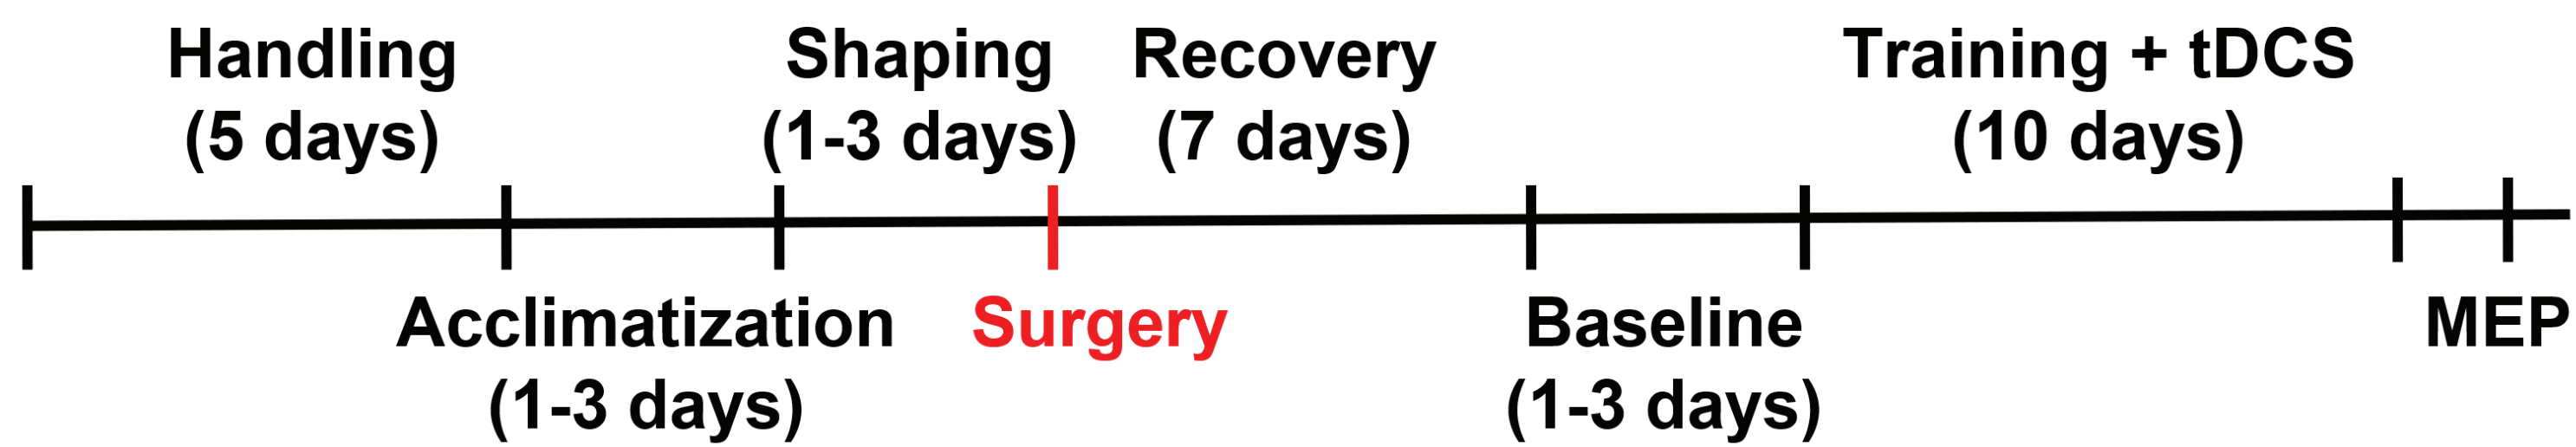 Handling
(5 days)
Shaping
(1-3 days)
Recovery
(7 days)
Training + tDCS
(10 days)
Acclimatization
(1-3 days)
Surgery
Baseline
(1-3 days)
MEP